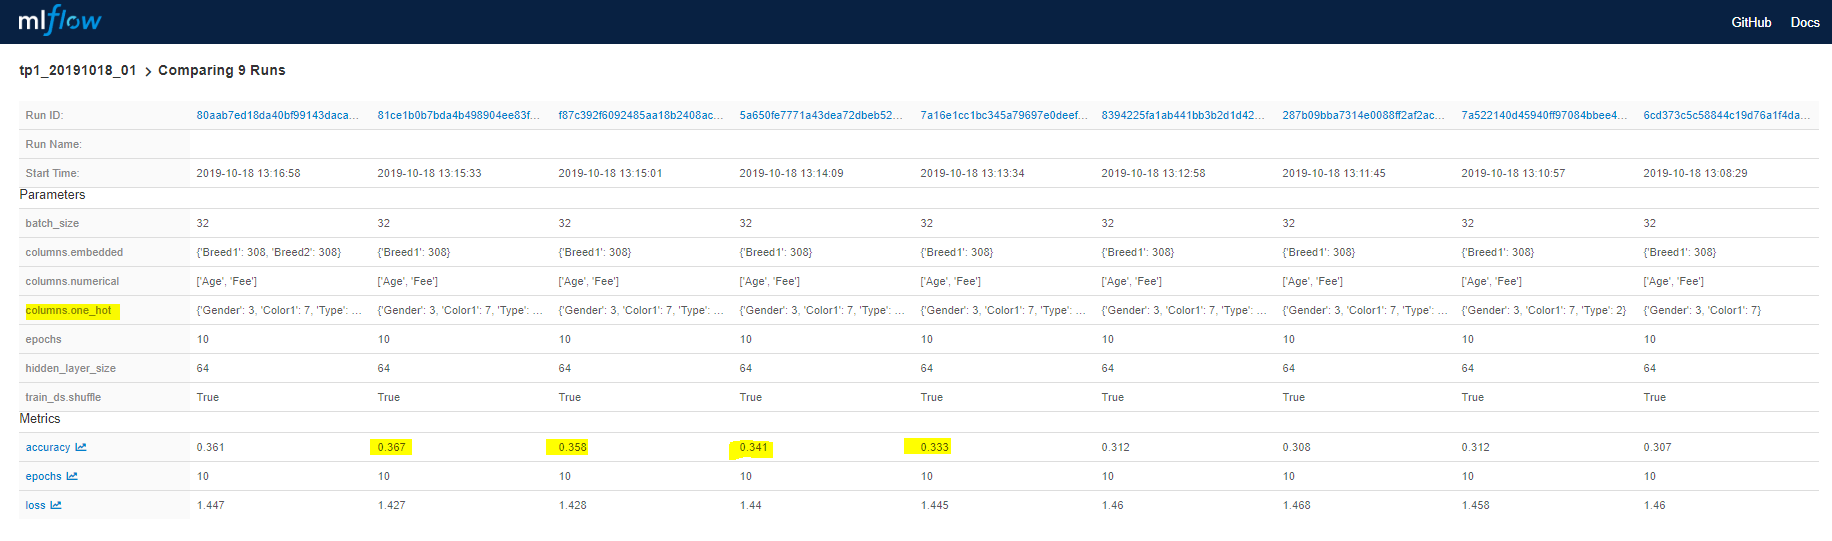 mlflow GitHub Docs
tp1_20191018_01 > Comparing 9 Runs
Run ID: 80aab7ed18da40bf99143daca... 81ce1b0b7bda4b498904ee83f... f87c392f6092485aa18b2408ac... 5a650fe7771a43dea72dbeb52... 7a16e1cc1bc345a79697e0deef... 8394225fa1ab441bb3b2d1d42... 287b09bba7314e0088ff2af2ac... 7a522140d45940ff97084bbee4... 6cd373c5c58844c19d76a1f4da...
Run Name:
Start Time: 2019-10-18 13:16:58 2019-10-18 13:15:33 2019-10-18 13:15:01 2019-10-18 13:14:09 2019-10-18 13:13:34 2019-10-18 13:12:58 2019-10-18 13:11:45 2019-10-18 13:10:57 2019-10-18 13:08:29
Parameters
batch_size 32 32 32 32 32 32 32 32 32
columns.embedded {'Breed1': 308, 'Breed2': 308} {'Breed1': 308} {'Breed1': 308} {'Breed1': 308} {'Breed1': 308} {'Breed1': 308} {'Breed1': 308} {'Breed1': 308} {'Breed1': 308}
columns.numerical ['Age', 'Fee'] ['Age', 'Fee'] ['Age', 'Fee'] ['Age', 'Fee'] ['Age', 'Fee'] ['Age', 'Fee'] ['Age', 'Fee'] ['Age', 'Fee'] ['Age', 'Fee']
columns.one_hot {'Gender': 3, 'Color1': 7, 'Type': ... {'Gender': 3, 'Color1': 7, 'Type': ... {'Gender': 3, 'Color1': 7, 'Type': ... {'Gender': 3, 'Color1': 7, 'Type': ... {'Gender': 3, 'Color1': 7, 'Type': ... {'Gender': 3, 'Color1': 7, 'Type': ... {'Gender': 3, 'Color1': 7, 'Type': ... {'Gender': 3, 'Color1': 7, 'Type': 2} {'Gender': 3, 'Color1': 7}
epochs 10 10 10 10 10 10 10 10 10
hidden_layer_size 64 64 64 64 64 64 64 64 64
train_ds.shuffle True True True True True True True True True
Metrics
accuracy 0.361 0.367 0.358 0.341 0.333 0.312 0.308 0.312 0.307
epochs 10 10 10 10 10 10 10 10 10
loss 1.447 1.427 1.428 1.44 1.445 1.46 1.468 1.458 1.46